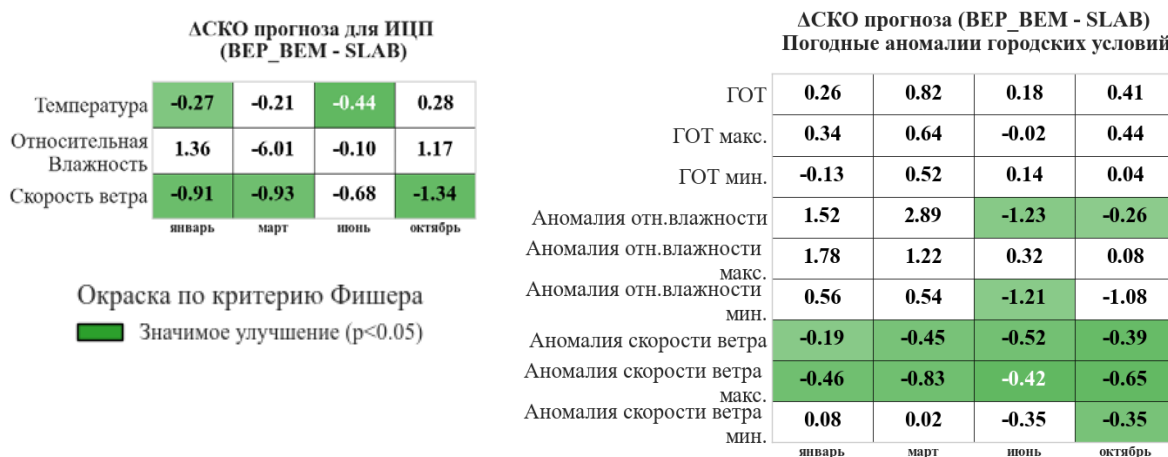 ΔСКО прогноза для ИЦП
(BEP_BEM - SLAB)
Температура -0.27 -0.21 -0.44 0.28
Относительная
Влажность 1.36 -6.01 -0.10 1.17
Скорость ветра -0.91 -0.93 -0.68 -1.34
январь март июнь октябрь
Окраска по критерию Фишера
Значимое улучшение (p<0.05)
ΔСКО прогноза (BEP_BEM - SLAB)
Погодные аномалии городских условий
ГОТ 0.26 0.82 0.18 0.41
ГОТ макс. 0.34 0.64 -0.02 0.44
ГОТ мин. -0.13 0.52 0.14 0.04
Аномалия отн.влажности 1.52 2.89 -1.23 -0.26
Аномалия отн.влажности
макс. 1.78 1.22 0.32 0.08
Аномалия отн.влажности
мин. 0.56 0.54 -1.21 -1.08
Аномалия скорости ветра -0.19 -0.45 -0.52 -0.39
Аномалия скорости ветра
макс. -0.46 -0.83 -0.42 -0.65
Аномалия скорости ветра
мин. 0.08 0.02 -0.35 -0.35
январь март июнь октябрь